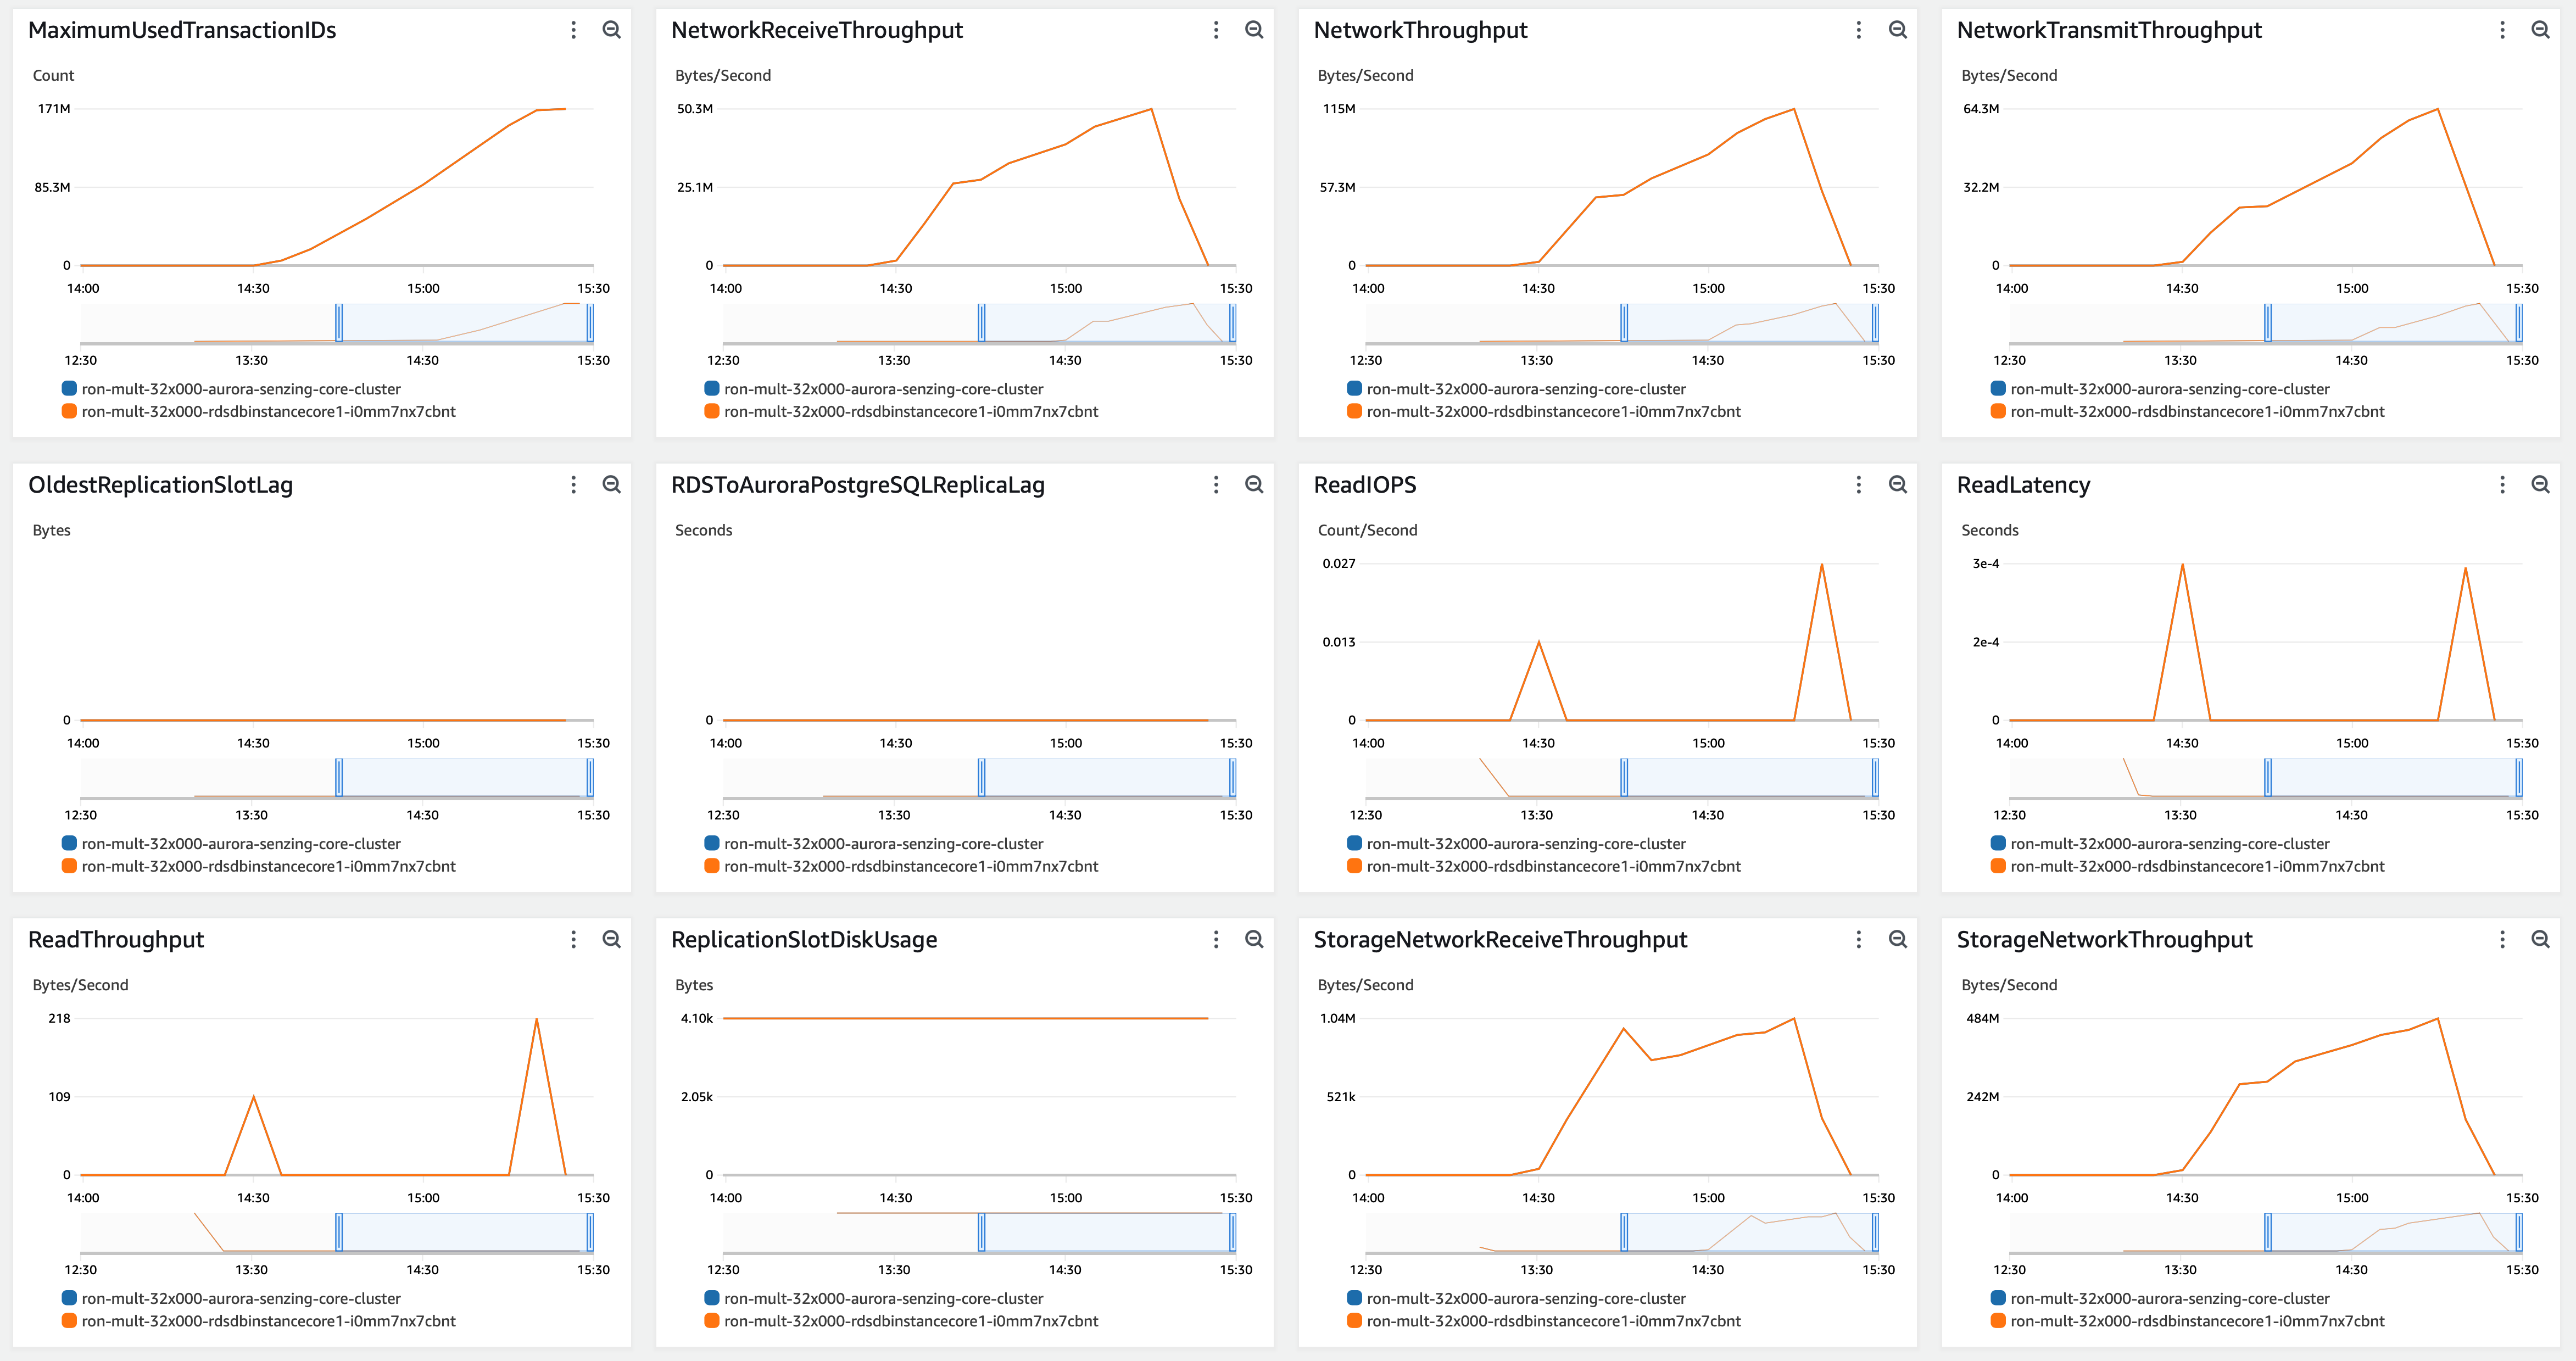 MaximumUsedTransactionIDs
Count
171M
85.3M
0
14:00 14:30 15:00 15:30
12:30 13:30 14:30 15:30
ron-mult-32x000-aurora-senzing-core-cluster
ron-mult-32x000-rdsdbinstancecore1-i0mm7nx7cbnt
NetworkReceiveThroughput
Bytes/Second
50.3M
25.1M
0
14:00 14:30 15:00 15:30
12:30 13:30 14:30 15:30
ron-mult-32x000-aurora-senzing-core-cluster
ron-mult-32x000-rdsdbinstancecore1-i0mm7nx7cbnt
NetworkThroughput
Bytes/Second
115M
57.3M
0
14:00 14:30 15:00 15:30
12:30 13:30 14:30 15:30
ron-mult-32x000-aurora-senzing-core-cluster
ron-mult-32x000-rdsdbinstancecore1-i0mm7nx7cbnt
NetworkTransmitThroughput
Bytes/Second
64.3M
32.2M
0
14:00 14:30 15:00 15:30
12:30 13:30 14:30 15:30
ron-mult-32x000-aurora-senzing-core-cluster
ron-mult-32x000-rdsdbinstancecore1-i0mm7nx7cbnt
OldestReplicationSlotLag
Bytes
0
14:00 14:30 15:00 15:30
12:30 13:30 14:30 15:30
ron-mult-32x000-aurora-senzing-core-cluster
ron-mult-32x000-rdsdbinstancecore1-i0mm7nx7cbnt
RDSToAuroraPostgreSQLReplicaLag
Seconds
0
14:00 14:30 15:00 15:30
12:30 13:30 14:30 15:30
ron-mult-32x000-aurora-senzing-core-cluster
ron-mult-32x000-rdsdbinstancecore1-i0mm7nx7cbnt
ReadIOPS
Count/Second
0.027
0.013
0
14:00 14:30 15:00 15:30
12:30 13:30 14:30 15:30
ron-mult-32x000-aurora-senzing-core-cluster
ron-mult-32x000-rdsdbinstancecore1-i0mm7nx7cbnt
ReadLatency
Seconds
3e-4
2e-4
0
14:00 14:30 15:00 15:30
12:30 13:30 14:30 15:30
ron-mult-32x000-aurora-senzing-core-cluster
ron-mult-32x000-rdsdbinstancecore1-i0mm7nx7cbnt
ReadThroughput
Bytes/Second
218
109
0
14:00 14:30 15:00 15:30
12:30 13:30 14:30 15:30
ron-mult-32x000-aurora-senzing-core-cluster
ron-mult-32x000-rdsdbinstancecore1-i0mm7nx7cbnt
ReplicationSlotDiskUsage
Bytes
4.10k
2.05k
0
14:00 14:30 15:00 15:30
12:30 13:30 14:30 15:30
ron-mult-32x000-aurora-senzing-core-cluster
ron-mult-32x000-rdsdbinstancecore1-i0mm7nx7cbnt
StorageNetworkReceiveThroughput
Bytes/Second
1.04M
521k
0
14:00 14:30 15:00 15:30
12:30 13:30 14:30 15:30
ron-mult-32x000-aurora-senzing-core-cluster
ron-mult-32x000-rdsdbinstancecore1-i0mm7nx7cbnt
StorageNetworkThroughput
Bytes/Second
484M
242M
0
14:00 14:30 15:00 15:30
12:30 13:30 14:30 15:30
ron-mult-32x000-aurora-senzing-core-cluster
ron-mult-32x000-rdsdbinstancecore1-i0mm7nx7cbnt